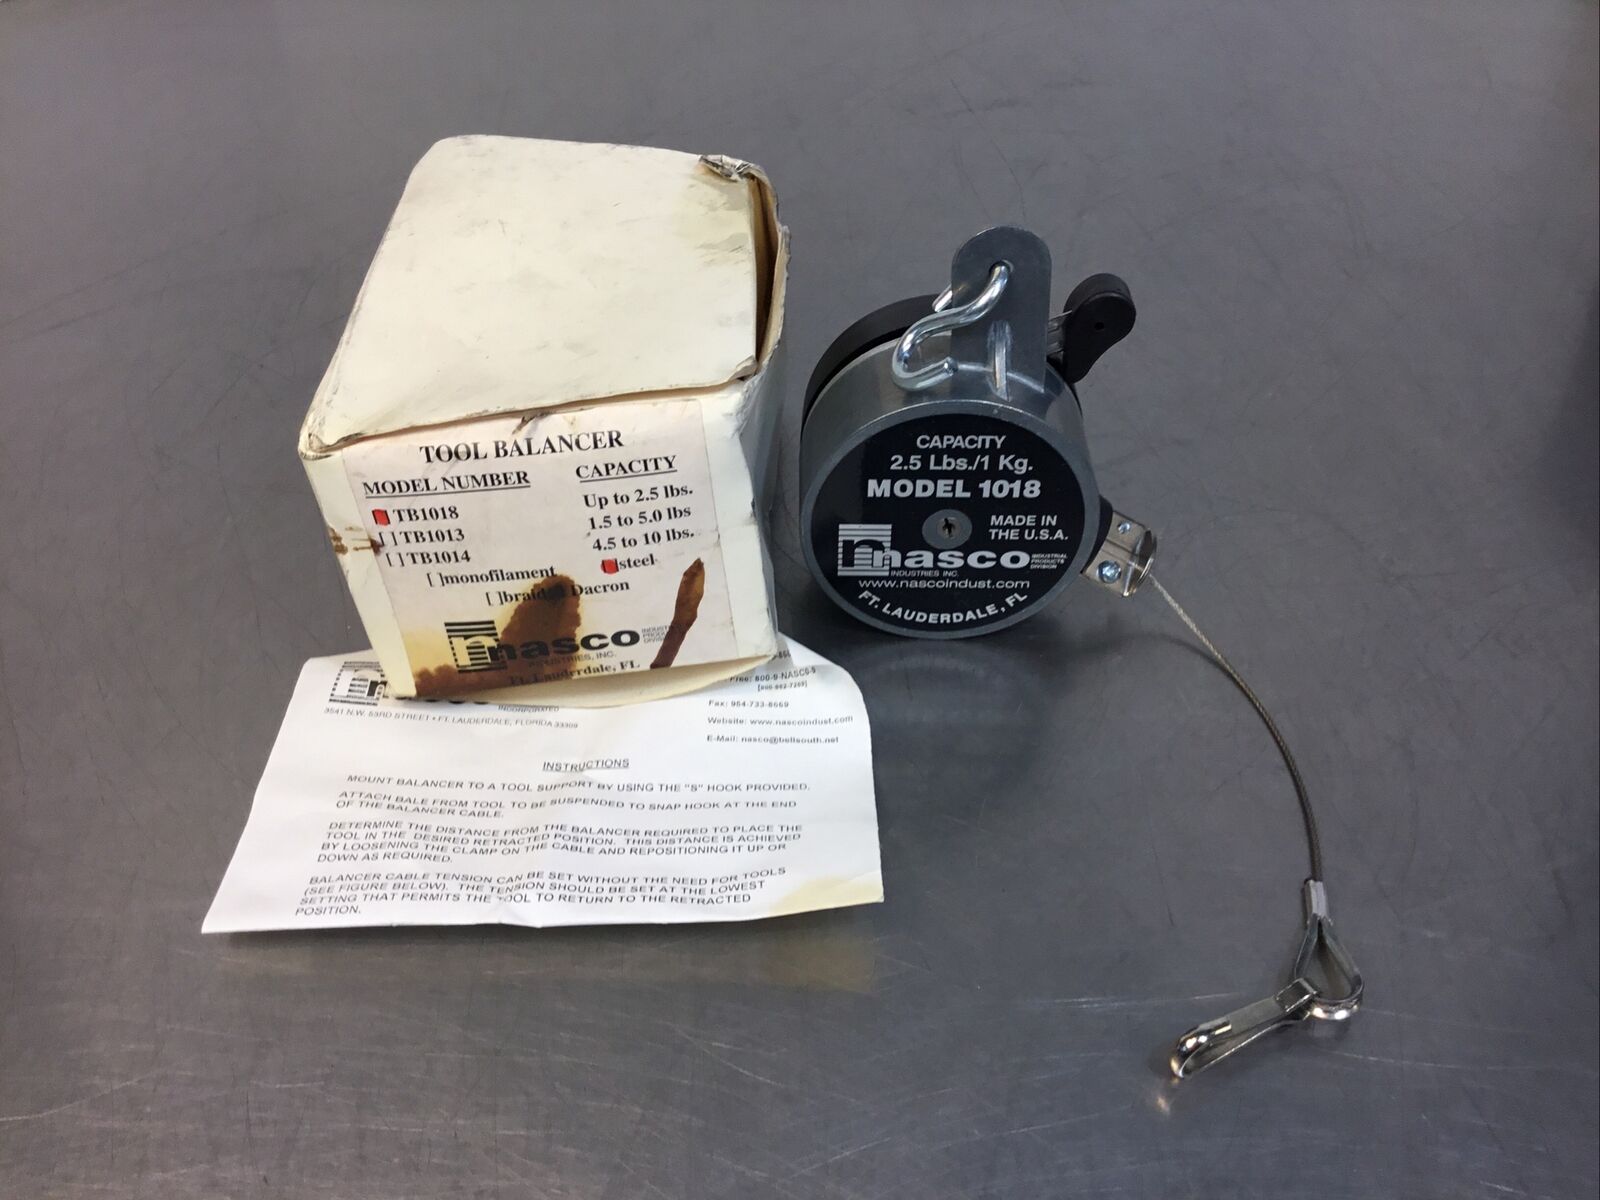 TOOL BALANCER
MODEL NUMBER CAPACITY
TB1018 Up to 2.5 lbs.
[ ] TB1013 1.5 to 5.0 lbs
[ ] TB1014 4.5 to 10 lbs.
[ ]monofilament steel
[ ] Dacron
nasco
INDUSTRIES, INC.
Ft. Lauderdale, FL
CAPACITY
2.5 Lbs./1 Kg.
MODEL 1018
MADE IN
THE U.S.A.
nasco
INDUSTRIAL
PRODUCTS
DIVISION
INDUSTRIES INC.
www.nascoindust.com
FT. LAUDERDALE, FL
INCORPORATED
3541 N.W. 53RD STREET • FT. LAUDERDALE, FLORIDA 33309
Free: 800-9-NASCO-9
Fax: 954-733-8669
Website: www.nascoindust.com
E-Mail: nasco@bellsouth.net
INSTRUCTIONS
MOUNT BALANCER TO A TOOL SUPPORT BY USING THE "S" HOOK PROVIDED.
ATTACH BALE FROM TOOL TO BE SUSPENDED TO SNAP HOOK AT THE END
OF THE BALANCER CABLE.
DETERMINE THE DISTANCE FROM THE BALANCER REQUIRED TO PLACE THE
TOOL IN THE DESIRED RETRACTED POSITION. THIS DISTANCE IS ACHIEVED
BY LOOSENING THE CLAMP ON THE CABLE AND REPOSITIONING IT UP OR
DOWN AS REQUIRED.
BALANCER CABLE TENSION CAN BE SET WITHOUT THE NEED FOR TOOLS
(SEE FIGURE BELOW). THE TENSION SHOULD BE SET AT THE LOWEST
SETTING THAT PERMITS THE TOOL TO RETURN TO THE RETRACTED
POSITION.